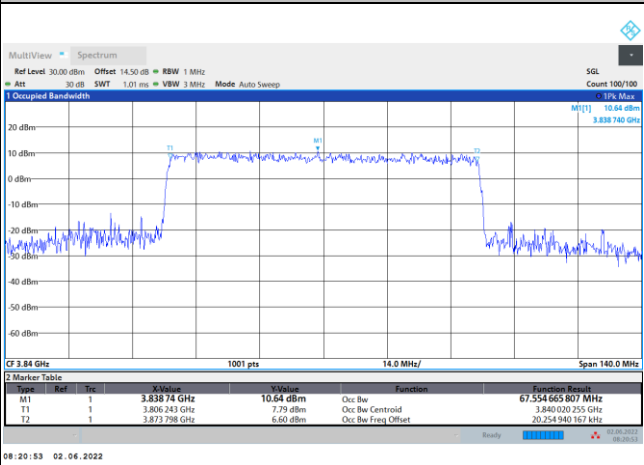 MultiView Spectrum
Ref Level 30.00 dBm Offset 14.50 dB RBW 1 MHz SGL
Att 30 dB SWT 1.01 ms VBW 3 MHz Mode Auto Sweep Count 100/100
1 Occupied Bandwidth 1Pk Max
M1[1] 10.64 dBm
3.838 740 GHz
20 dBm
M1
T1 T2
10 dBm
0 dBm
-10 dBm
-20 dBm
-30 dBm
-40 dBm
-50 dBm
-60 dBm
CF 3.84 GHz 1001 pts 14.0 MHz/ Span 140.0 MHz
2 Marker Table
Type Ref Trc X-Value Y-Value Function Function Result
M1 1 3.838 74 GHz 10.64 dBm Occ Bw 67.554 665 807 MHz
T1 1 3.806 243 GHz 7.79 dBm Occ Bw Centroid 3.840 020 255 GHz
T2 1 3.873 798 GHz 6.60 dBm Occ Bw Freq Offset 20.254 940 167 kHz
Ready 02.06.2022
08:20:53
08:20:53 02.06.2022